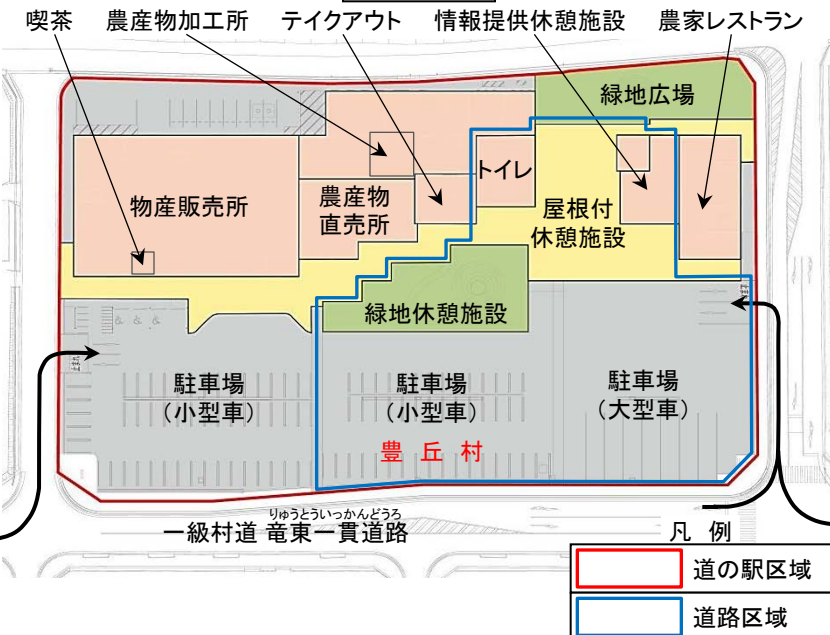 喫茶
農産物加工所
テイクアウト
情報提供休憩施設
農家レストラン
緑地広場
トイレ
物産販売所
農産物
直売所
屋根付
休憩施設
緑地休憩施設
駐車場
(小型車)
駐車場
(小型車)
駐車場
(大型車)
豊丘村
りゅうとういっかんどうろ
一級村道 竜東一貫道路
凡 例
道の駅区域
道路区域